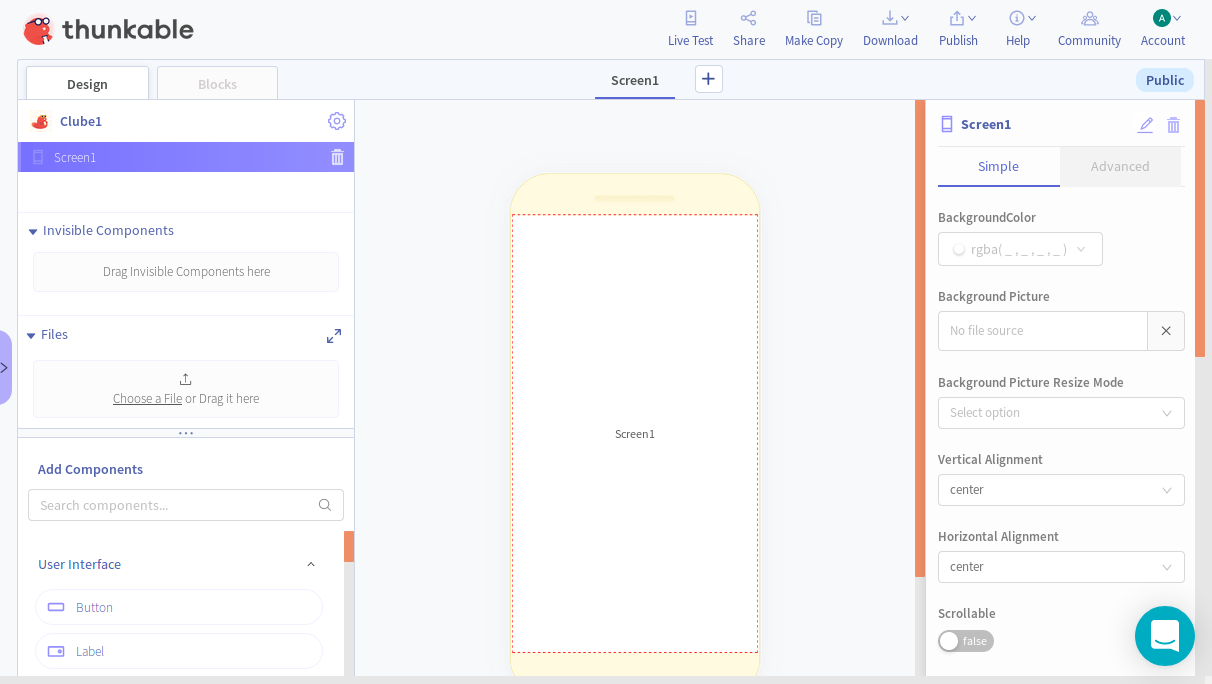 thunkable
Live Test
Share
Make Copy
Download
Publish
Help
Community
A
Account
Design
Blocks
Screen1
+
Public
Clube1
Screen1
Invisible Components
Drag Invisible Components here
Files
Choose a File or Drag it here
Add Components
Search components...
User Interface
Button
Label
Screen1
Screen1
Simple
Advanced
BackgroundColor
rgba( _ , _ , _ , _ )
Background Picture
No file source
Background Picture Resize Mode
Select option
Vertical Alignment
center
Horizontal Alignment
center
Scrollable
false